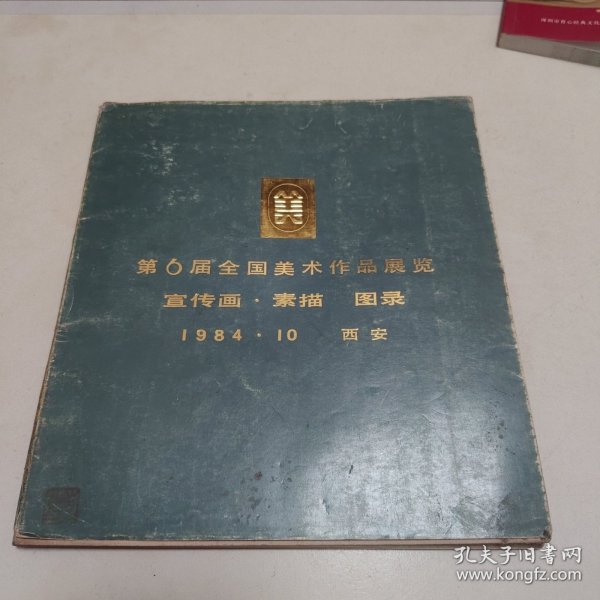 第6届全国美术作品展览
宣传画·素描 图录
1984·10 西安
孔夫子旧书网
www.kongfz.com